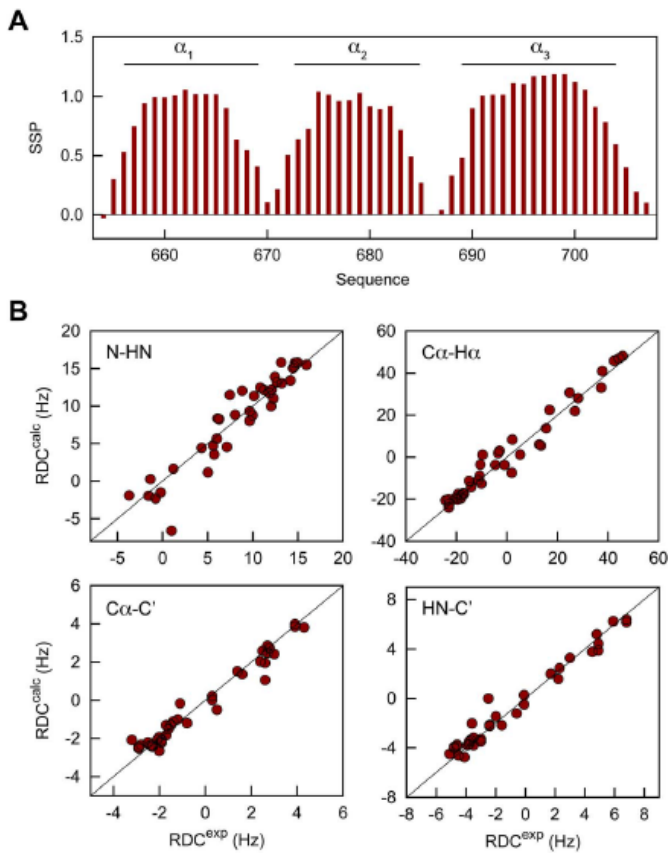 A
α1 α2 α3
1.5
1.0
0.5
0.0
SSP
660 670 680 690 700
Sequence
B
N-HN
20
15
10
5
0
-5
RDCcalc (Hz)
-5 0 5 10 15 20
Cα-Hα
60
40
20
0
-20
-40
-40 -20 0 20 40 60
Cα-C'
6
4
2
0
-2
-4
RDCcalc (Hz)
-4 -2 0 2 4 6
RDCexp (Hz)
HN-C'
8
4
0
-4
-8
-8 -6 -4 -2 0 2 4 6 8
RDCexp (Hz)